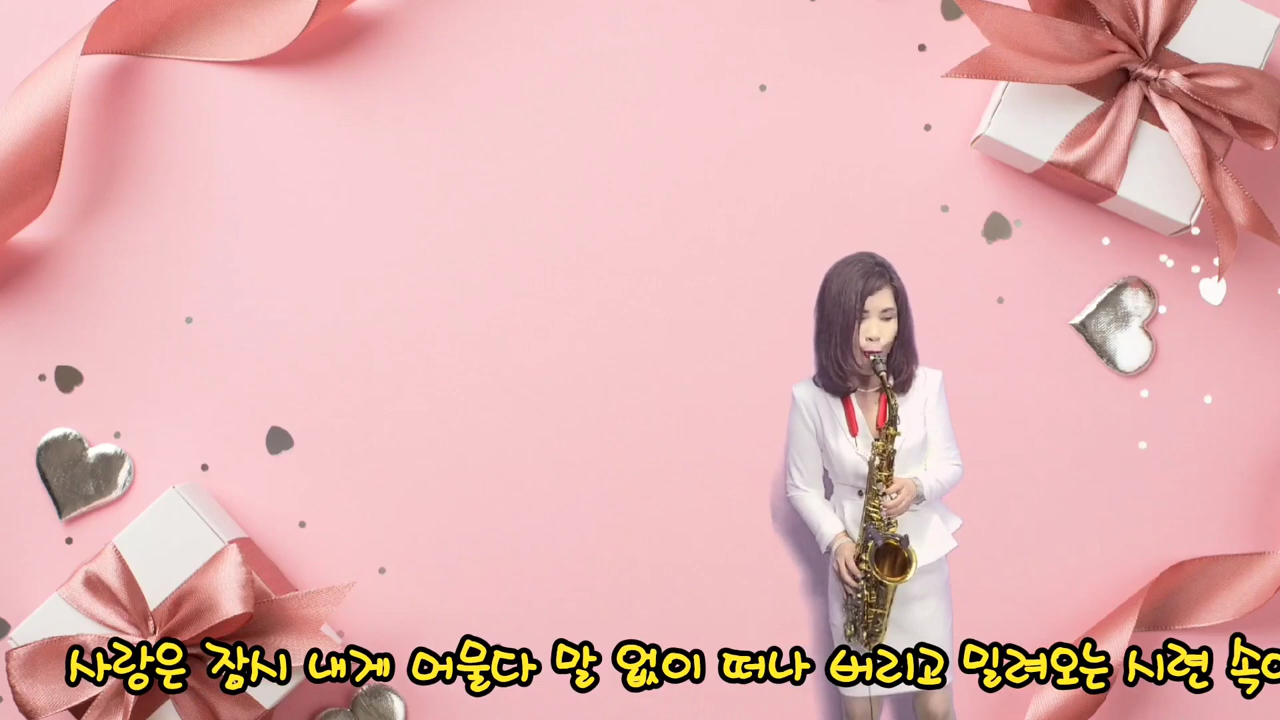 사랑은 잠시 내게 머물다 말 없이 떠나 버리고 밀려오는 시련 속